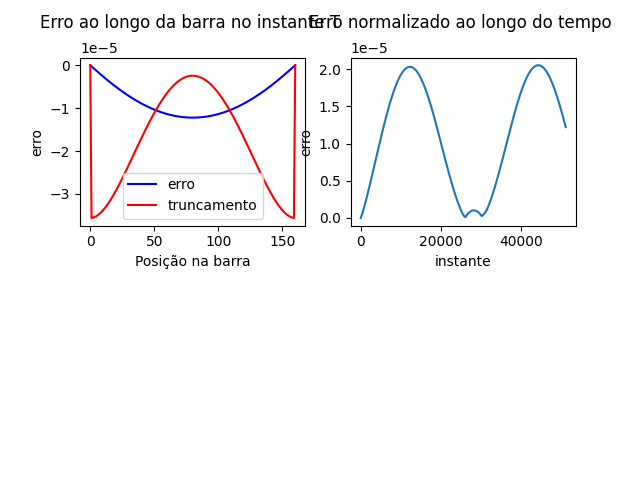 Erro ao longo da barra no instante T
Erro normalizado ao longo do tempo
1e−5
0
−1
−2
−3
erro
erro
truncamento
0
50
100
150
Posição na barra
1e−5
2.0
1.5
1.0
0.5
0.0
erro
0
20000
40000
instante